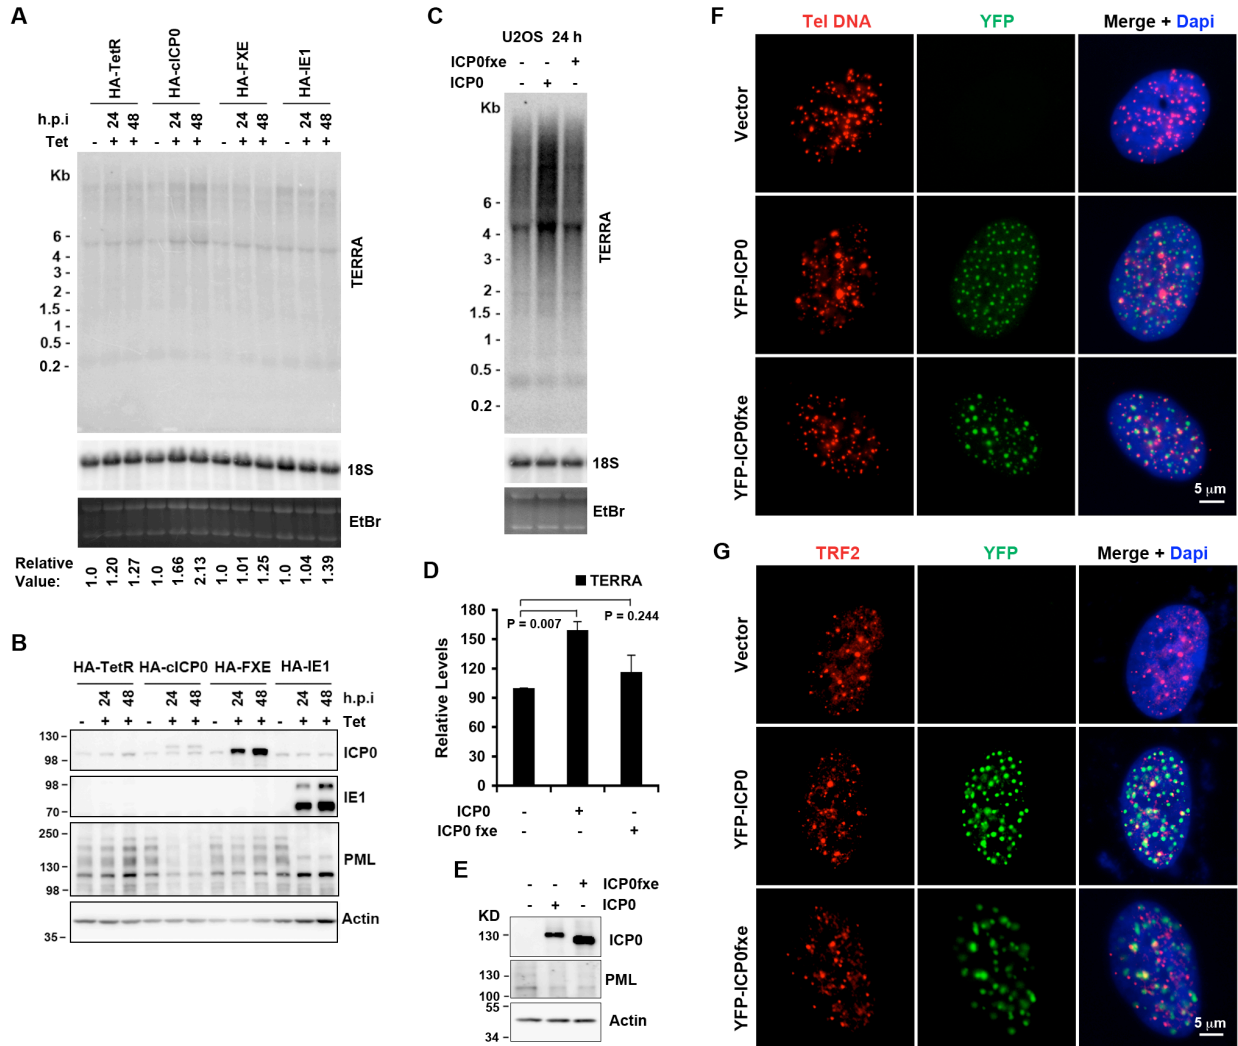 A
HA-TetR
HA-cICP0
HA-FXE
HA-IE1
h.p.i 24 48 24 48 24 48 24 48
Tet - + + - + + - + + - + +
Kb
6 -
4 -
3 -
2 -
1.5 -
1 -
0.5 -
0.2 -
TERRA
18S
EtBr
Relative Value: 1.0 1.20 1.27 1.0 1.66 2.13 1.0 1.01 1.25 1.0 1.04 1.39
B
HA-TetR HA-cICP0 HA-FXE HA-IE1
24 48 24 48 24 48 24 48 h.p.i
- + + - + + - + + - + + Tet
130 -
98 -
ICP0
98 -
70 -
IE1
250 -
130 -
98 -
PML
Actin
35 -
C
U2OS 24 h
ICP0fxe - - +
ICP0 - + -
Kb
6 -
4 -
3 -
2 -
1.5 -
1 -
0.5 -
0.2 -
TERRA
18S
EtBr
D
TERRA
180
150
120
90
60
30
0
Relative Levels
P = 0.007
P = 0.244
ICP0 - + -
ICP0 fxe - - +
E
- - + ICP0fxe
- + - ICP0
KD
130 -
ICP0
130 -
100 -
PML
55 -
34 -
Actin
F
Tel DNA YFP Merge + Dapi
Vector
YFP-ICP0
YFP-ICP0fxe
5 μm
G
TRF2 YFP Merge + Dapi
Vector
YFP-ICP0
YFP-ICP0fxe
5 μm